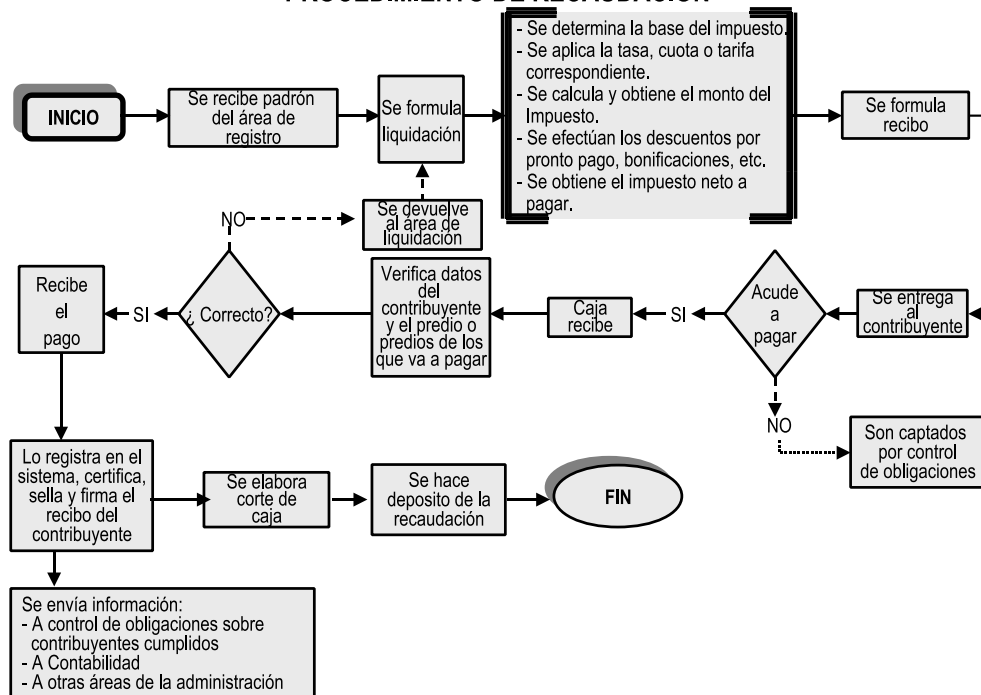 PROCEDIMIENTO DE RECAUDACIÓN
INICIO
Se recibe padrón
del área de
registro
Se formula
liquidación
- Se determina la base del impuesto.
- Se aplica la tasa, cuota o tarifa
correspondiente.
- Se calcula y obtiene el monto del
Impuesto.
- Se efectúan los descuentos por
pronto pago, bonificaciones, etc.
- Se obtiene el impuesto neto a
pagar.
Se formula
recibo
NO
Se devuelve
al área de
liquidación
Recibe
el
pago
SI
¿ Correcto?
Verifica datos
del
contribuyente
y el predio o
predios de los
que va a pagar
Caja
recibe
SI
Acude
a
pagar
Se entrega
al
contribuyente
NO
Son captados
por control
de obligaciones
Lo registra en el
sistema, certifica,
sella y firma el
recibo del
contribuyente
Se elabora
corte de
caja
Se hace
deposito de la
recaudación
FIN
Se envía información:
- A control de obligaciones sobre
contribuyentes cumplidos
- A Contabilidad
- A otras áreas de la administración